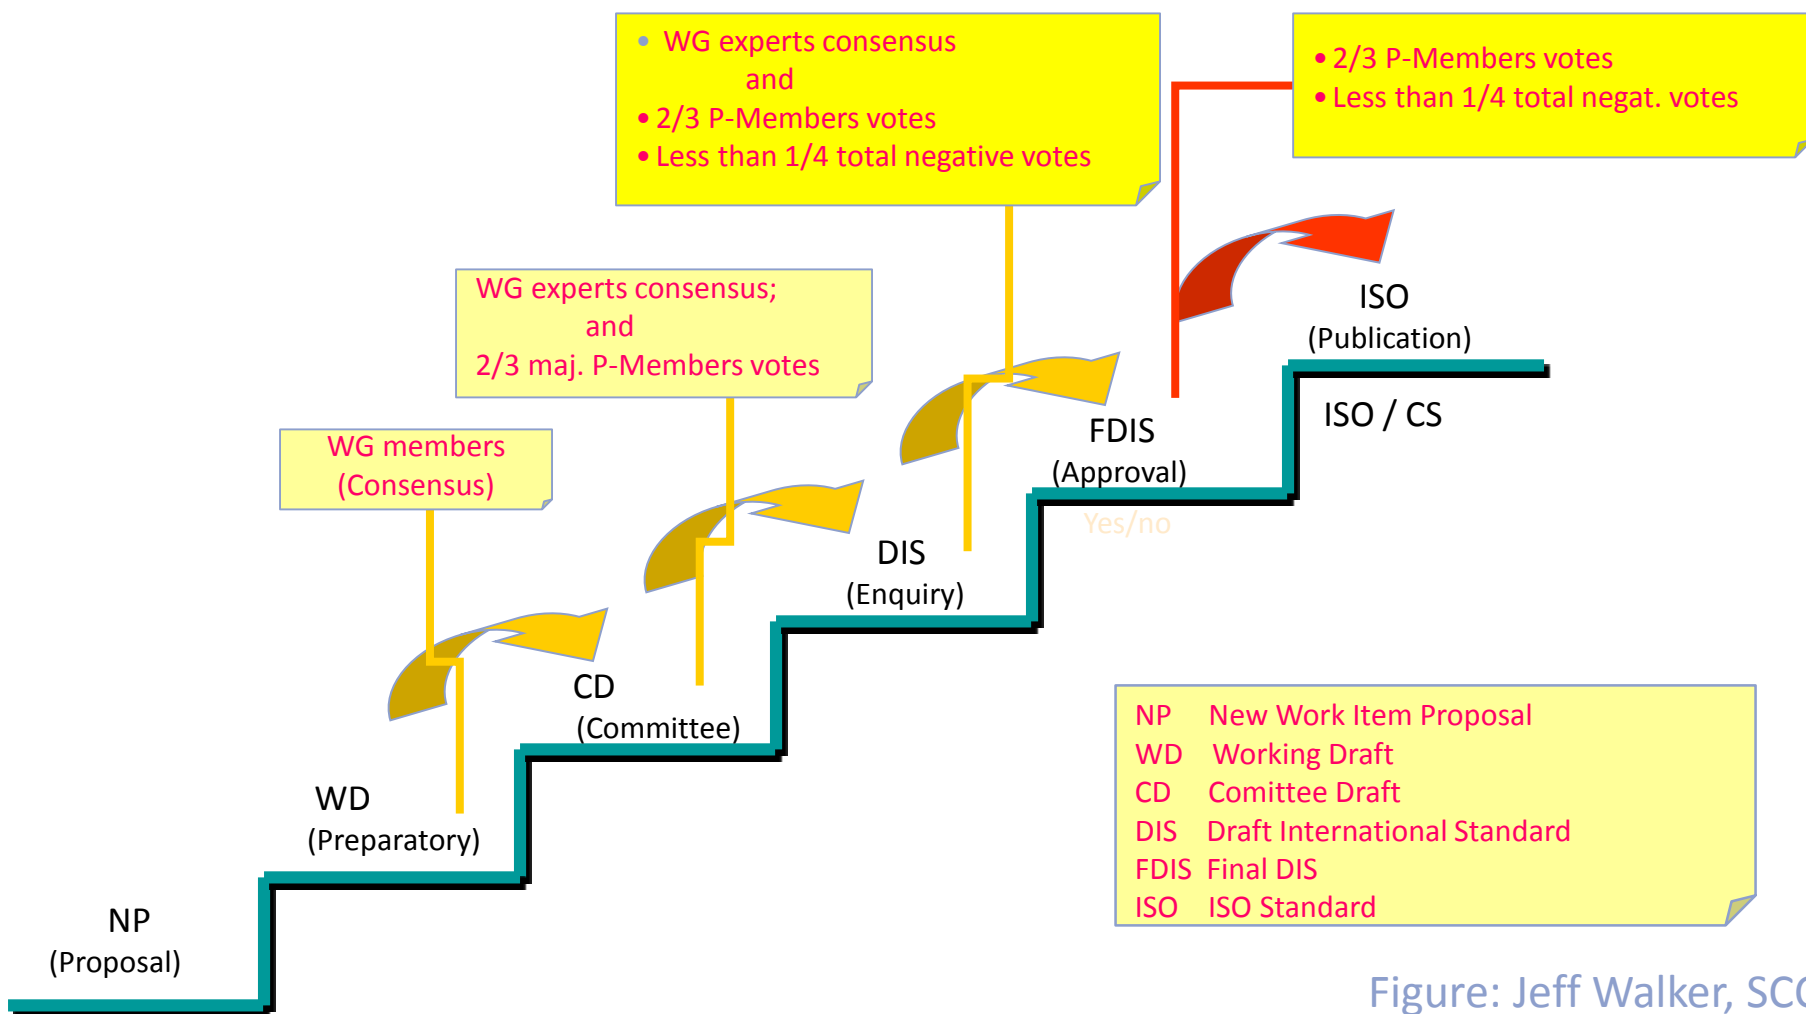 • WG experts consensus
and
• 2/3 P-Members votes
• Less than 1/4 total negative votes
• 2/3 P-Members votes
• Less than 1/4 total negat. votes
WG experts consensus;
and
2/3 maj. P-Members votes
WG members
(Consensus)
ISO
(Publication)
ISO / CS
FDIS
(Approval)
Yes/no
DIS
(Enquiry)
CD
(Committee)
WD
(Preparatory)
NP
(Proposal)
NP New Work Item Proposal
WD Working Draft
CD Comittee Draft
DIS Draft International Standard
FDIS Final DIS
ISO ISO Standard
Figure: Jeff Walker,